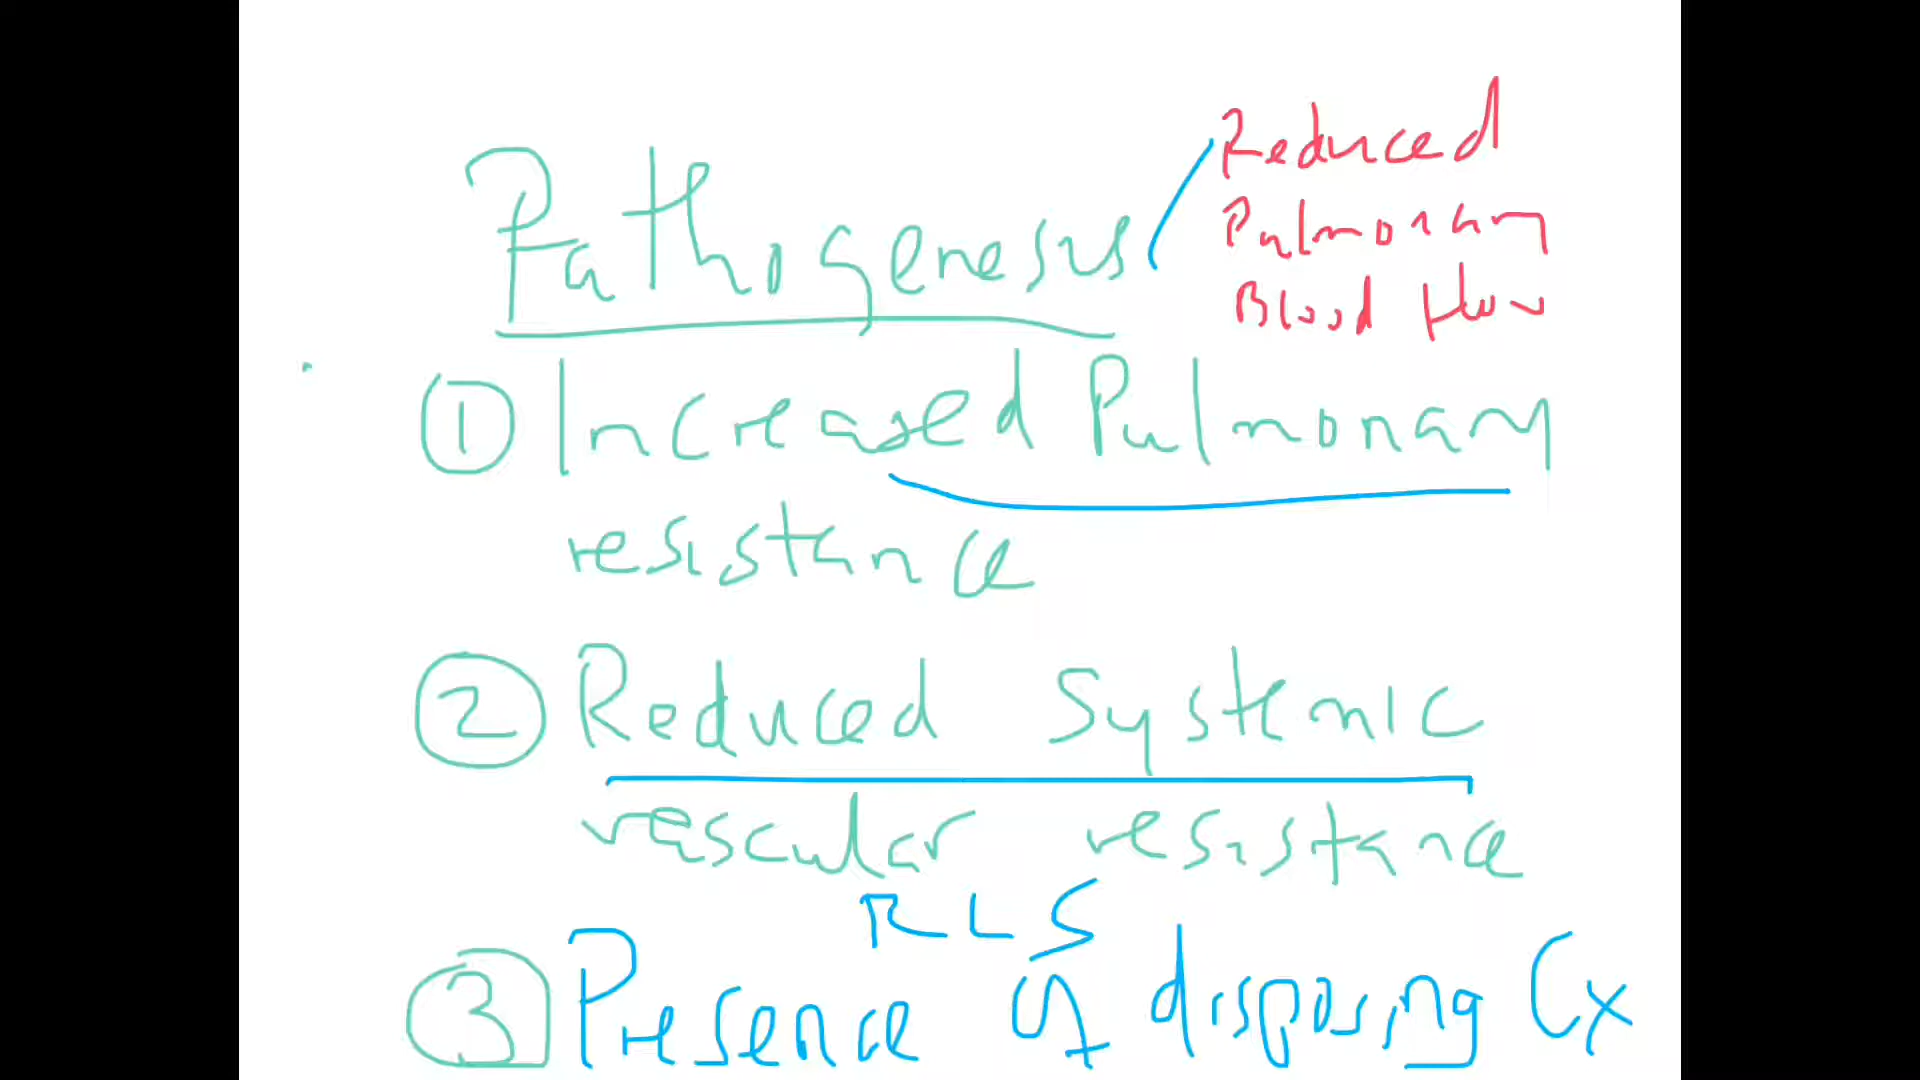 Pathogenesis
Reduced
Pulmonary
Blood flow
① Increased Pulmonary
resistance
② Reduced Systemic
vascular resistance
RLS
③ Presence of disposing Cx